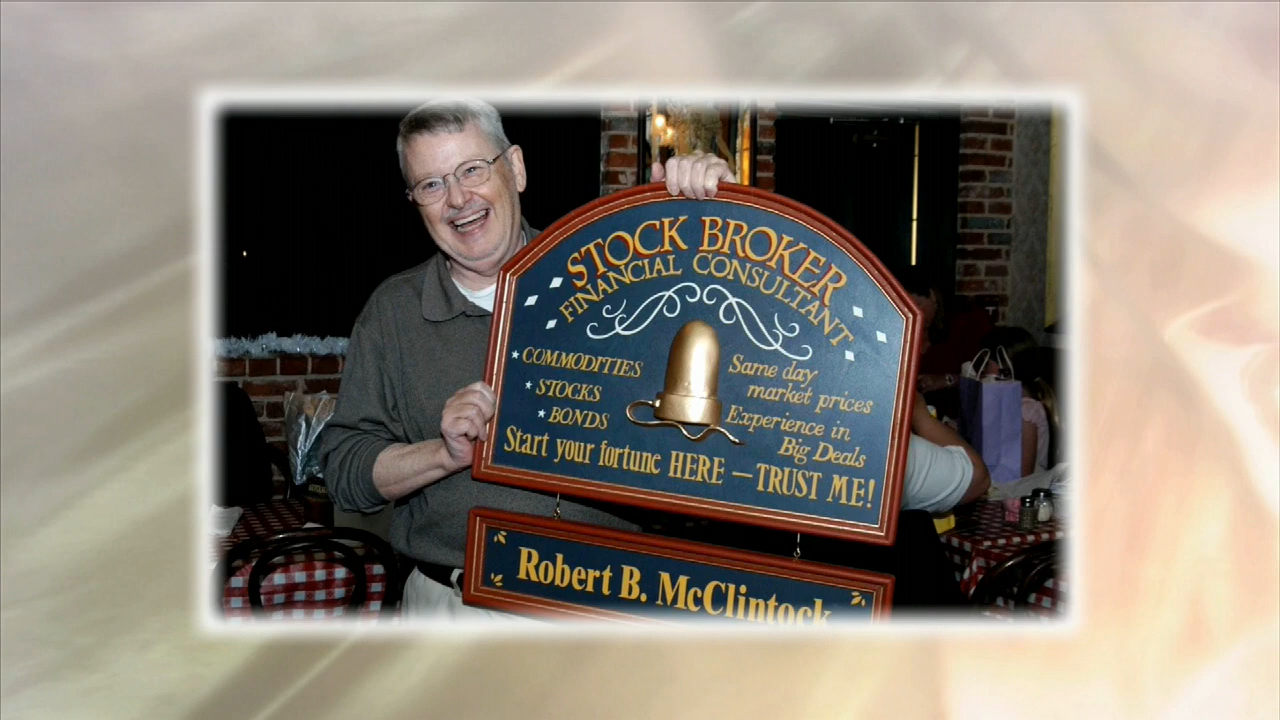 STOCK BROKER
FINANCIAL CONSULTANT
★ COMMODITIES
★ STOCKS
★ BONDS
Same day
market prices
Experience in
Big Deals
Start your fortune HERE – TRUST ME!
Robert B. McClintock